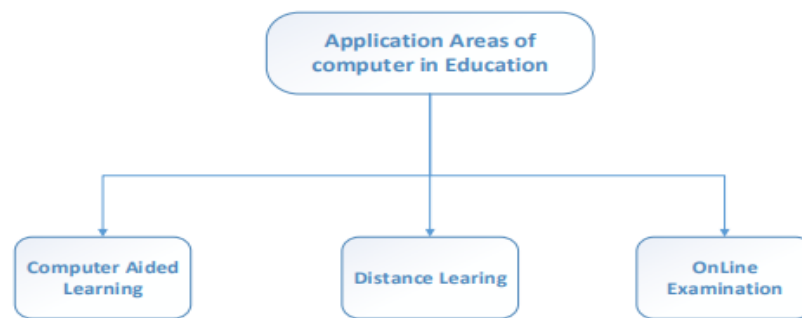 Application Areas of
computer in Education
Computer Aided
Learning
Distance Learing
OnLine
Examination